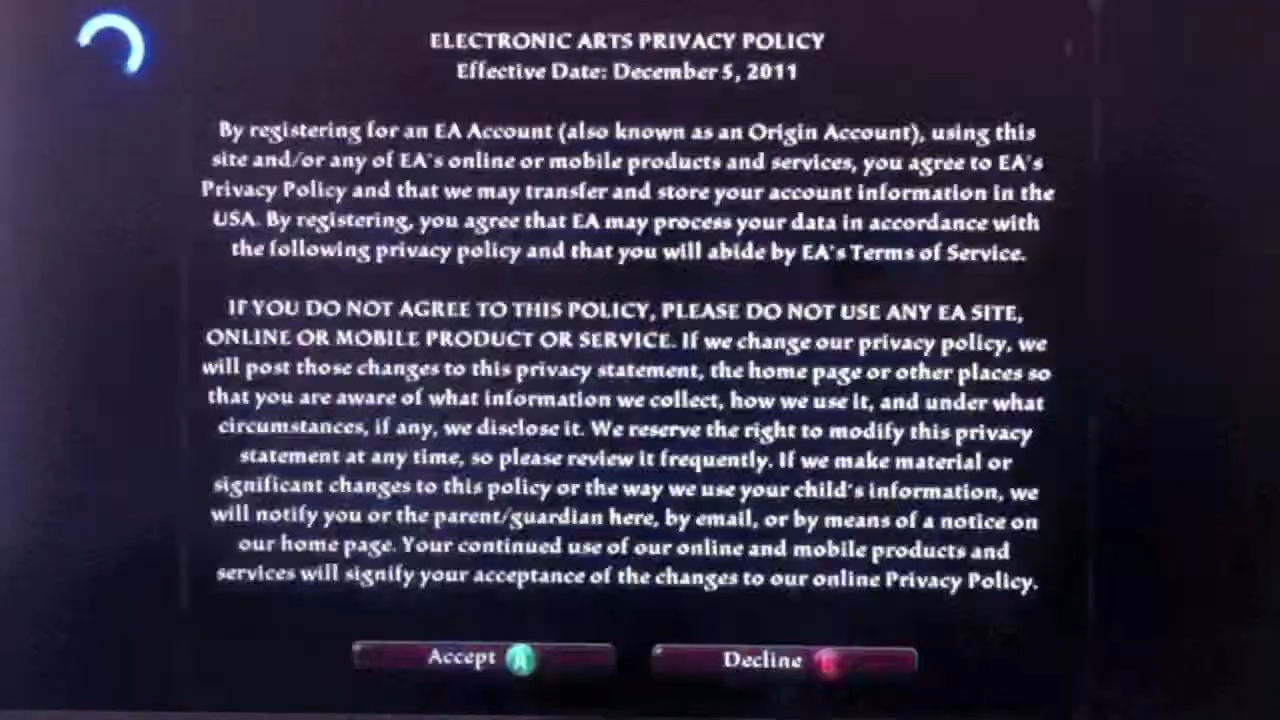 ELECTRONIC ARTS PRIVACY POLICY
Effective Date: December 5, 2011
By registering for an EA Account (also known as an Origin Account), using this
site and/or any of EA's online or mobile products and services, you agree to EA's
Privacy Policy and that we may transfer and store your account information in the
USA. By registering, you agree that EA may process your data in accordance with
the following privacy policy and that you will abide by EA's Terms of Service.
IF YOU DO NOT AGREE TO THIS POLICY, PLEASE DO NOT USE ANY EA SITE,
ONLINE OR MOBILE PRODUCT OR SERVICE. If we change our privacy policy, we
will post those changes to this privacy statement, the home page or other places so
that you are aware of what information we collect, how we use it, and under what
circumstances, if any, we disclose it. We reserve the right to modify this privacy
statement at any time, so please review it frequently. If we make material or
significant changes to this policy or the way we use your child's information, we
will notify you or the parent/guardian here, by email, or by means of a notice on
our home page. Your continued use of our online and mobile products and
services will signify your acceptance of the changes to our online Privacy Policy.
Accept A
Decline B